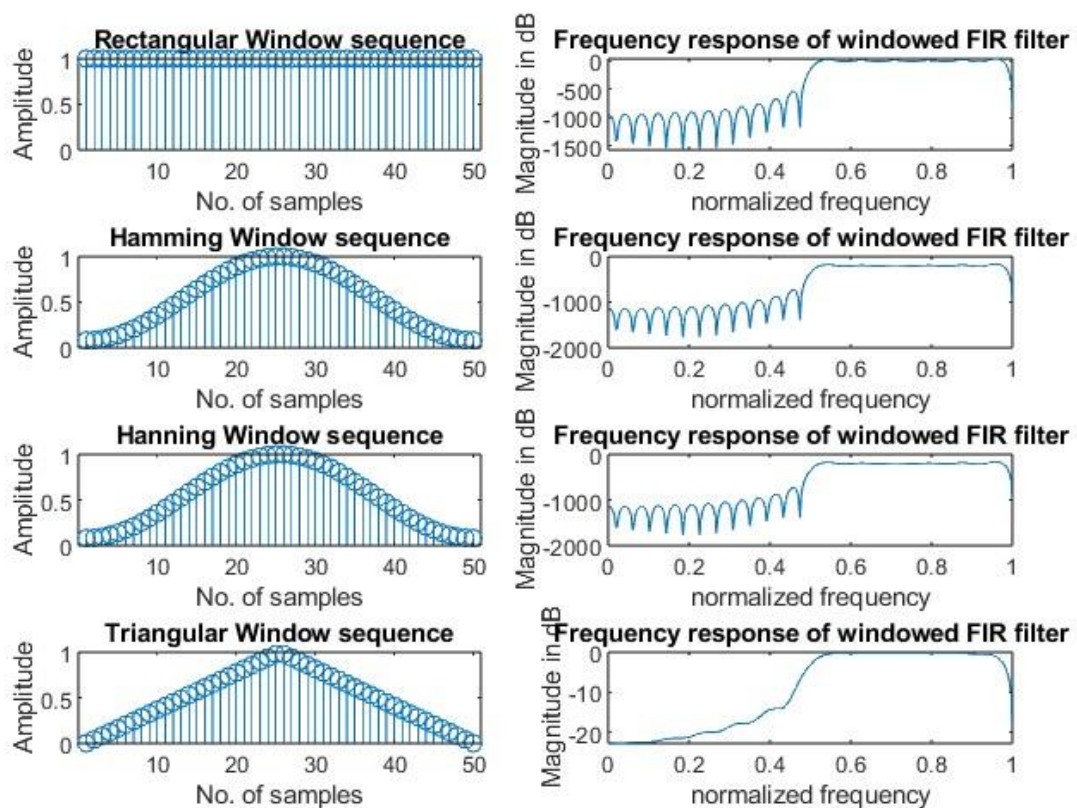 Rectangular Window sequence
Amplitude
1
0.5
0
10 20 30 40 50
No. of samples
Frequency response of windowed FIR filter
Magnitude in dB
0
-500
-1000
-1500
0 0.2 0.4 0.6 0.8 1
normalized frequency
Hamming Window sequence
Amplitude
1
0.5
0
10 20 30 40 50
No. of samples
Frequency response of windowed FIR filter
Magnitude in dB
0
-1000
-2000
0 0.2 0.4 0.6 0.8 1
normalized frequency
Hanning Window sequence
Amplitude
1
0.5
0
10 20 30 40 50
No. of samples
Frequency response of windowed FIR filter
Magnitude in dB
0
-1000
-2000
0 0.2 0.4 0.6 0.8 1
normalized frequency
Triangular Window sequence
Amplitude
1
0.5
0
10 20 30 40 50
No. of samples
Frequency response of windowed FIR filter
Magnitude in dB
0
-10
-20
0 0.2 0.4 0.6 0.8 1
normalized frequency